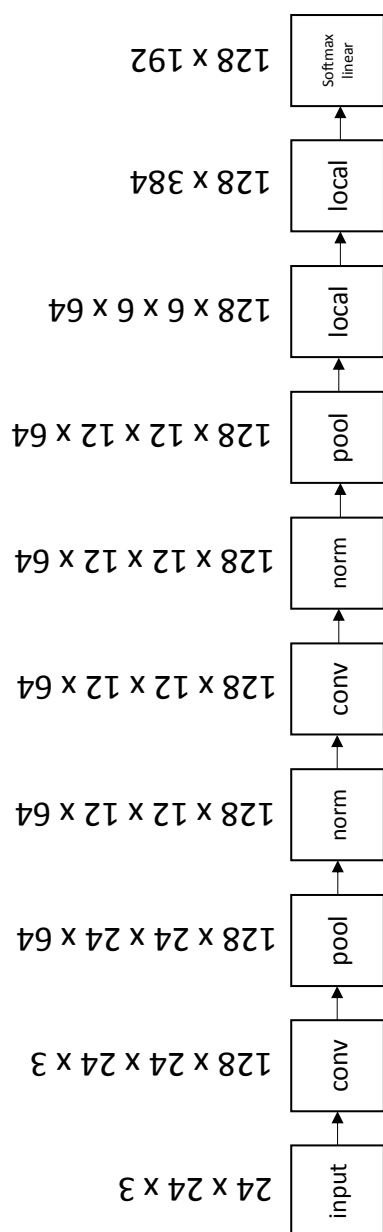 24 x 24 x 3
input
128 x 24 x 24 x 3
conv
128 x 24 x 24 x 64
pool
128 x 12 x 12 x 64
norm
128 x 12 x 12 x 64
conv
128 x 12 x 12 x 64
norm
128 x 12 x 12 x 64
pool
128 x 6 x 6 x 64
local
128 x 384
local
128 x 192
Softmax
linear